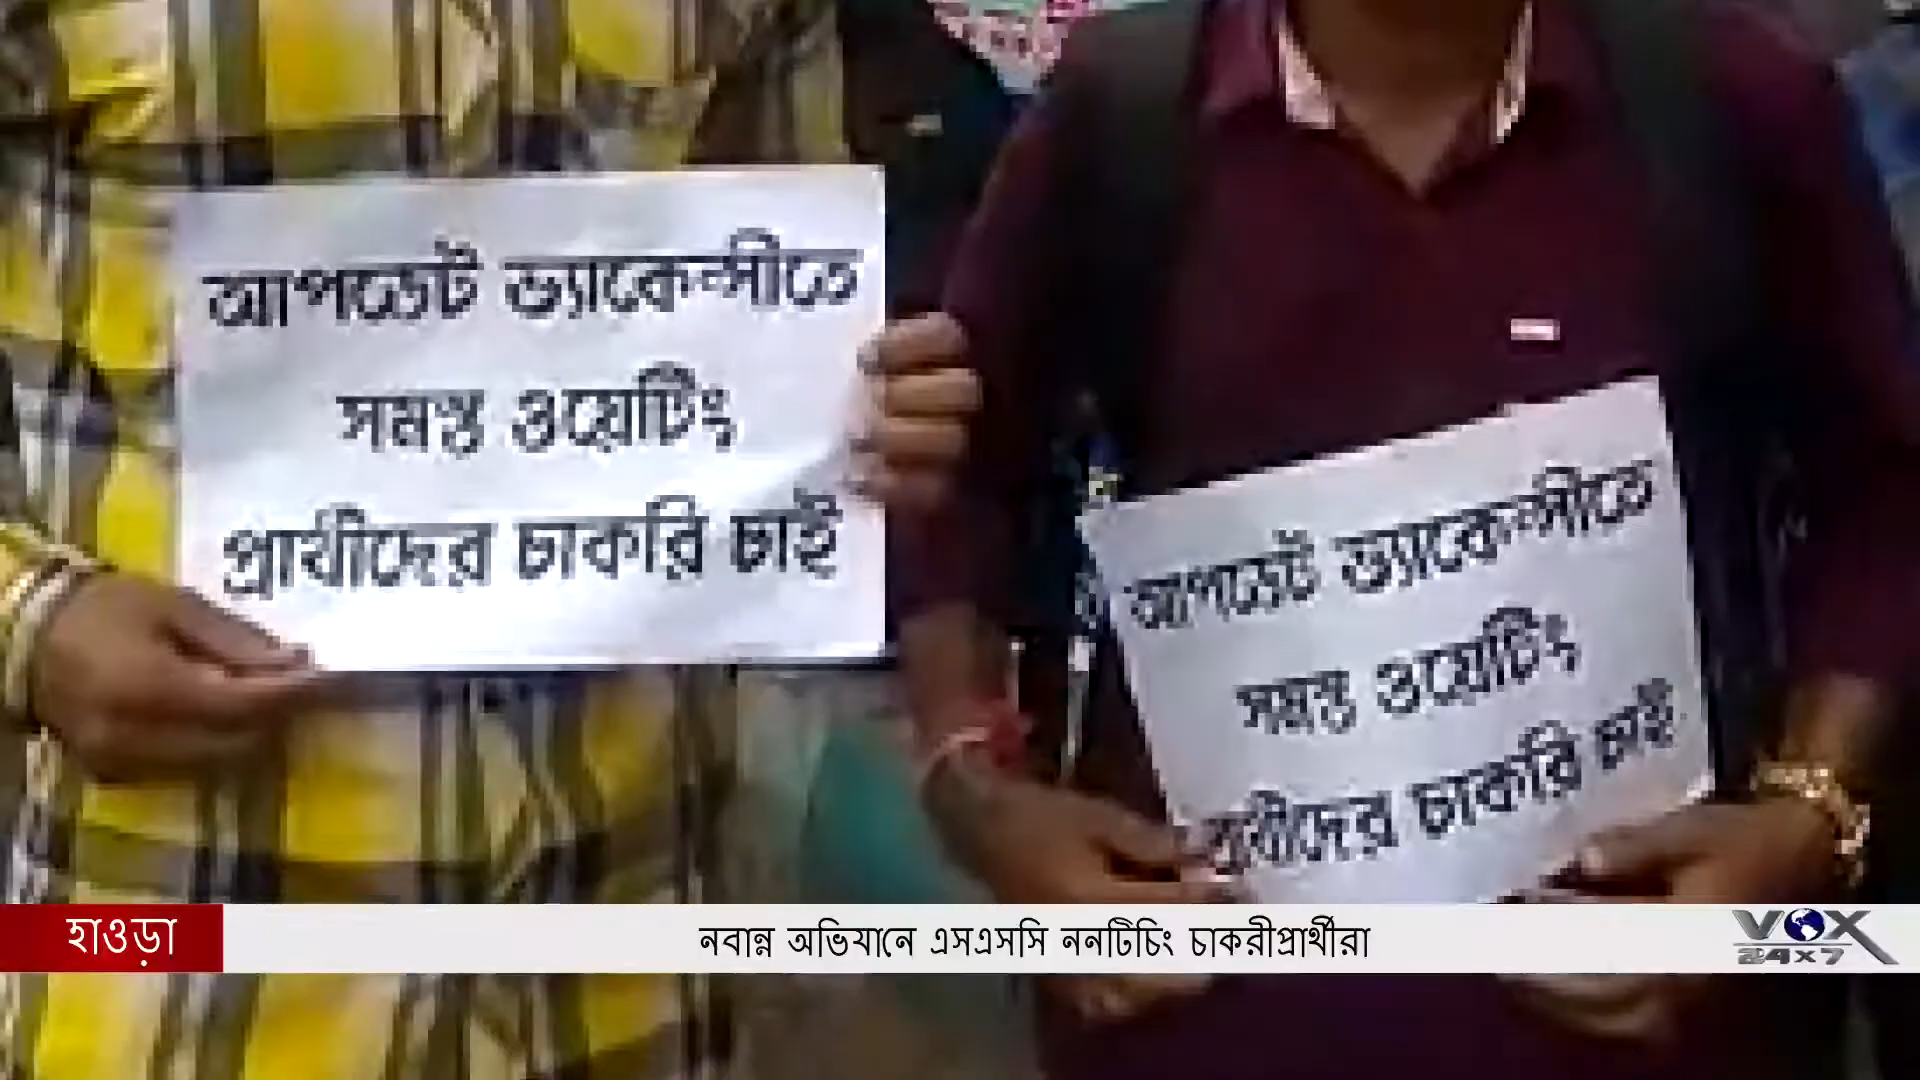 আপডেট ভ্যাকেন্সীতে
সমস্ত ওয়েটিং
প্রার্থীদের চাকরি চাই
আপডেট ভ্যাকেন্সীতে
সমস্ত ওয়েটিং
প্রার্থীদের চাকরি চাই
হাওড়া
নবান্ন অভিযানে এসএসসি ননটিচিং চাকরীপ্রার্থীরা
VOX
24x7